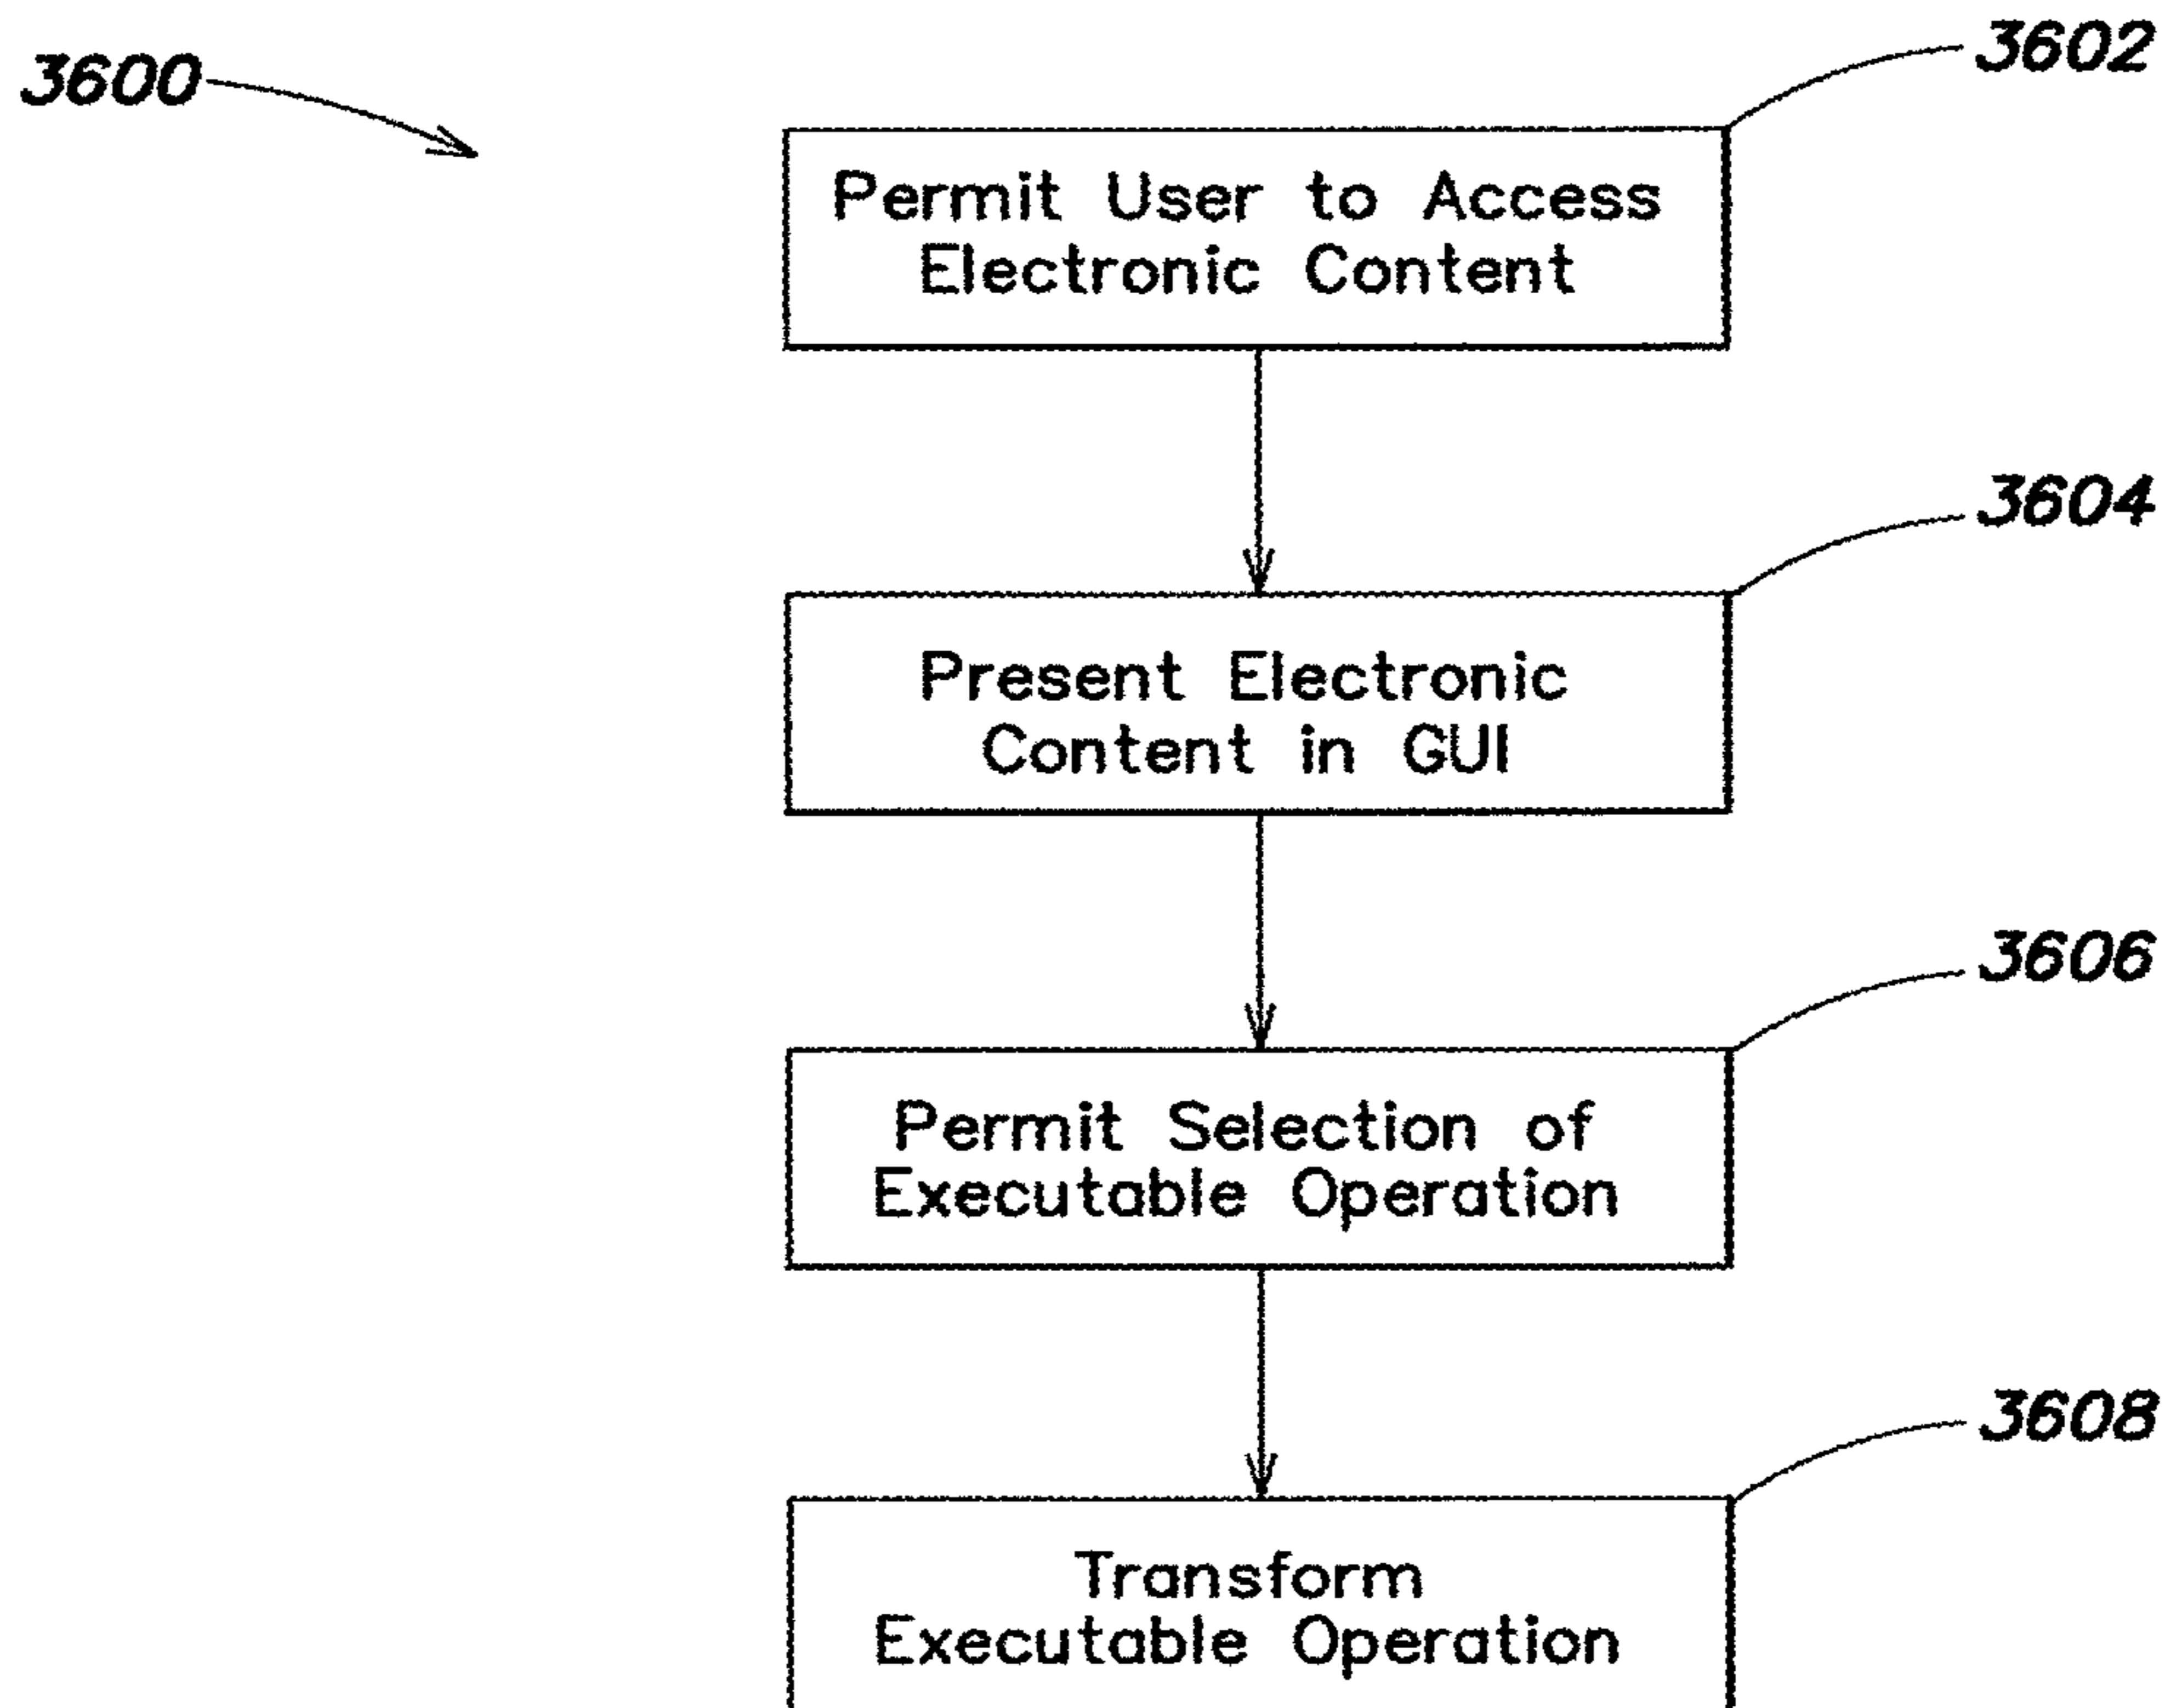 3600
3602
Permit User to Access
Electronic Content
3604
Present Electronic
Content in GUI
3606
Permit Selection of
Executable Operation
3608
Transform
Executable Operation